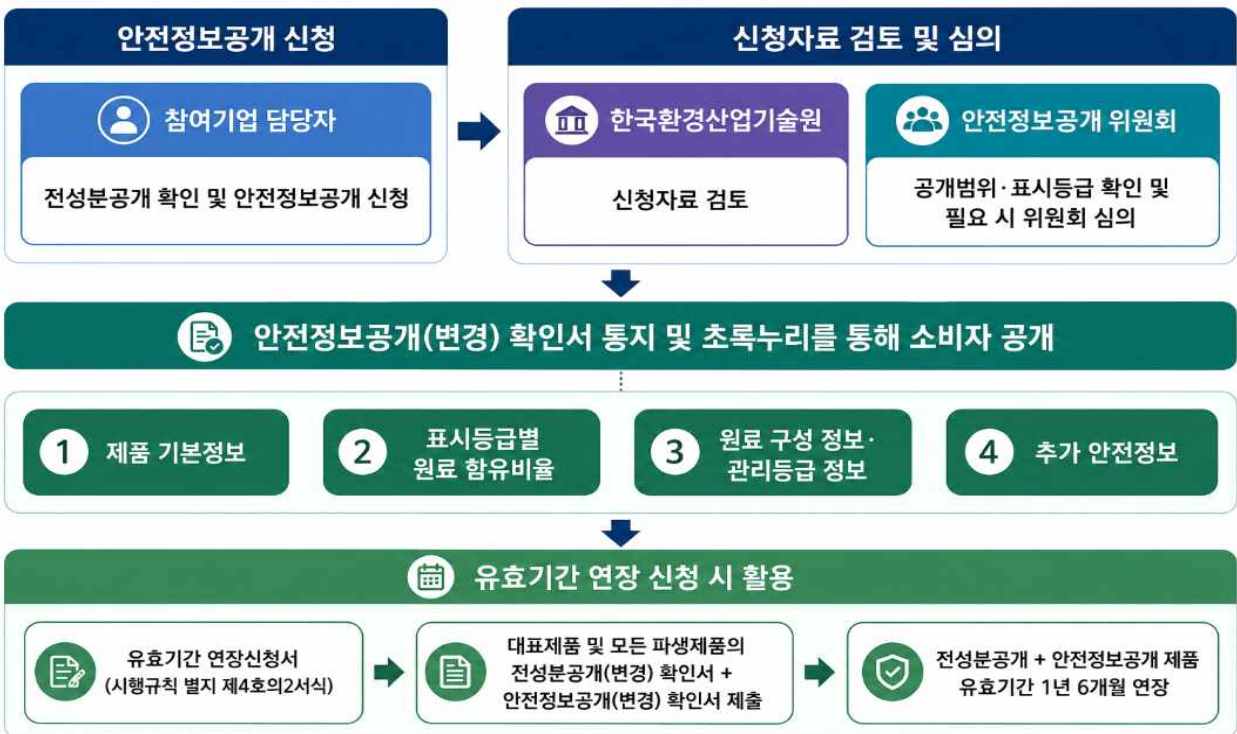 안전정보공개 신청
신청자료 검토 및 심의
참여기업 담당자
전성분공개 확인 및 안전정보공개 신청
한국환경산업기술원
신청자료 검토
안전정보공개 위원회
공개범위·표시등급 확인 및
필요 시 위원회 심의
안전정보공개(변경) 확인서 통지 및 초록누리를 통해 소비자 공개
1 제품 기본정보
2 표시등급별
원료 함유비율
3 원료 구성 정보·
관리등급 정보
4 추가 안전정보
유효기간 연장 신청 시 활용
유효기간 연장신청서
(시행규칙 별지 제4호의2서식)
대표제품 및 모든 파생제품의
전성분공개(변경) 확인서 +
안전정보공개(변경) 확인서 제출
전성분공개 + 안전정보공개 제품
유효기간 1년 6개월 연장